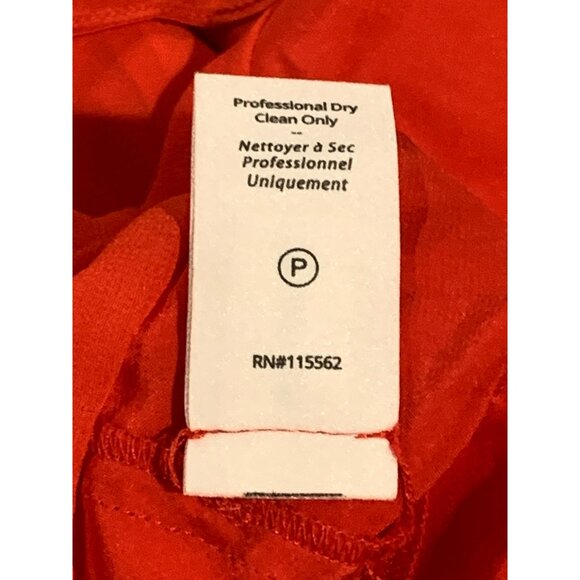 Professional Dry
Clean Only
--
Nettoyer à Sec
Professionnel
Uniquement
P
RN#115562